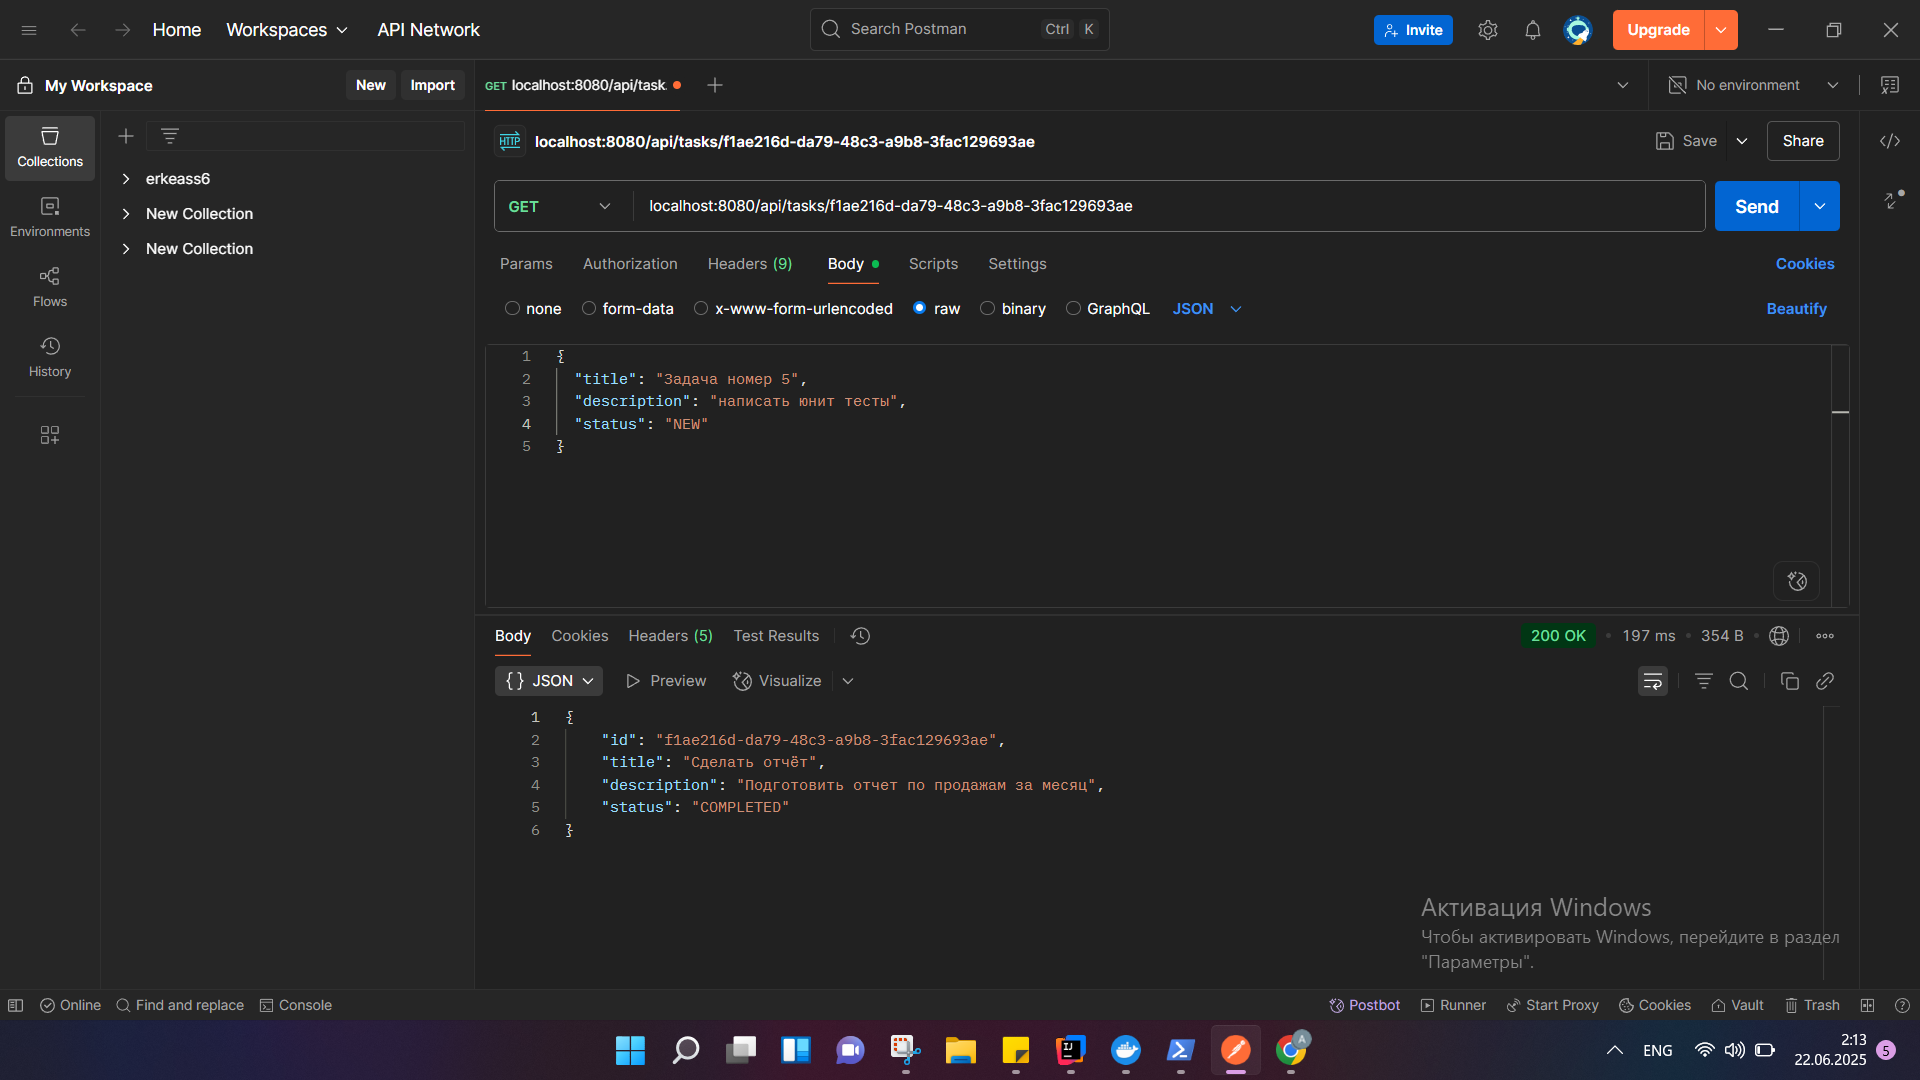 Home Workspaces API Network Search Postman Ctrl K Invite Upgrade
My Workspace New Import GET localhost:8080/api/task. No environment
Collections
Environments
Flows
History
erkeass6
New Collection
New Collection
HTTP localhost:8080/api/tasks/f1ae216d-da79-48c3-a9b8-3fac129693ae Save Share
GET localhost:8080/api/tasks/f1ae216d-da79-48c3-a9b8-3fac129693ae Send
Params Authorization Headers (9) Body Scripts Settings Cookies
none form-data x-www-form-urlencoded raw binary GraphQL JSON Beautify
1 {
2 "title": "Задача номер 5",
3 "description": "написать юнит тесты",
4 "status": "NEW"
5 }
Body Cookies Headers (5) Test Results 200 OK 197 ms 354 B
{} JSON Preview Visualize
1 {
2 "id": "f1ae216d-da79-48c3-a9b8-3fac129693ae",
3 "title": "Сделать отчёт",
4 "description": "Подготовить отчет по продажам за месяц",
5 "status": "COMPLETED"
6 }
Активация Windows
Чтобы активировать Windows, перейдите в раздел
"Параметры".
Online Find and replace Console Postbot Runner Start Proxy Cookies Vault Trash
IJ A ENG 2:13
22.06.2025 5